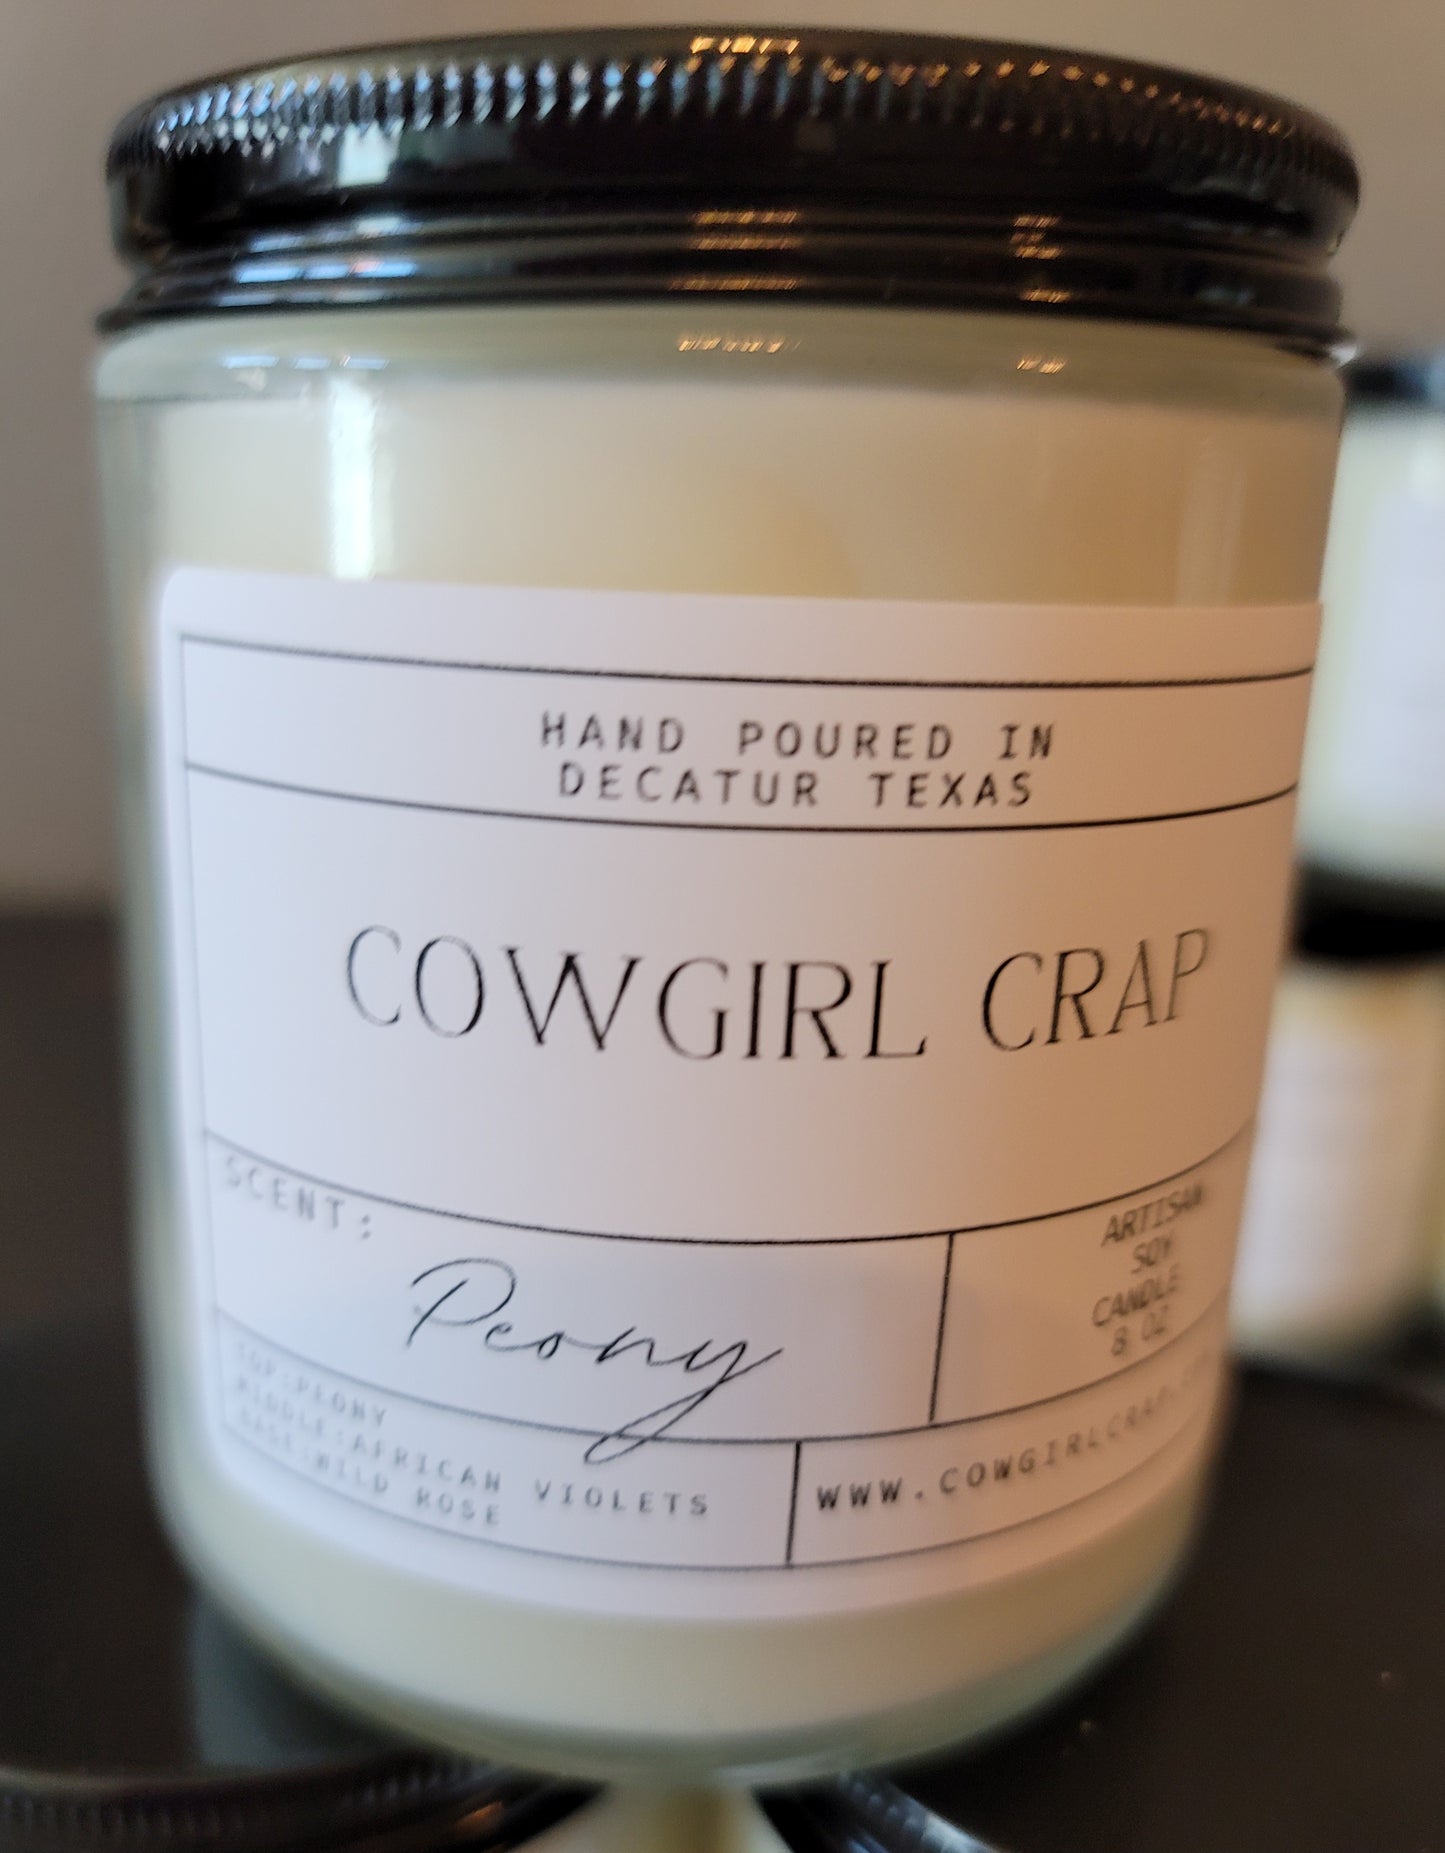 HAND POURED IN
DECATUR TEXAS
COWGIRL CRAP
SCENT:
Peony
ARTISAN
SOY
CANDLE
8 OZ
TOP:PEONY
MIDDLE:AFRICAN VIOLETS
BASE:WILD ROSE
WWW.COWGIRLCRAP.CO